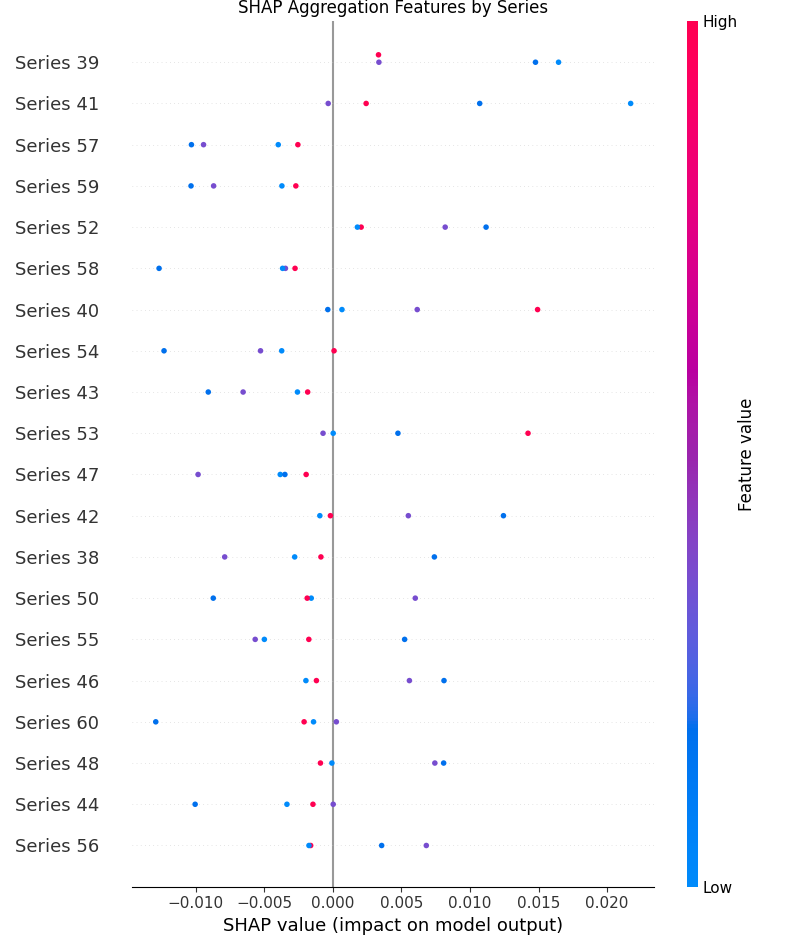 SHAP Aggregation Features by Series
High
Series 39
Series 41
Series 57
Series 59
Series 52
Series 58
Series 40
Series 54
Series 43
Series 53
Series 47
Series 42
Series 38
Series 50
Series 55
Series 46
Series 60
Series 48
Series 44
Series 56
Feature value
Low
−0.010 −0.005 0.000 0.005 0.010 0.015 0.020
SHAP value (impact on model output)